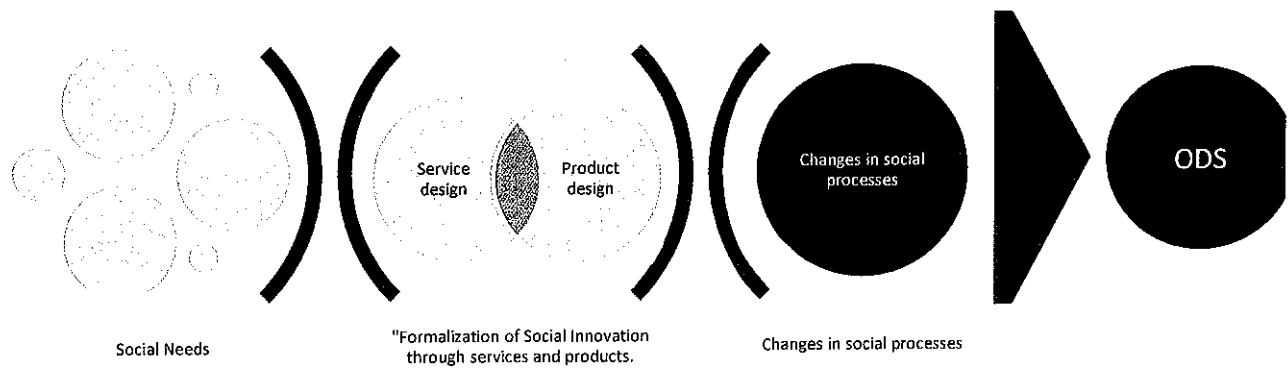 Service
design
Product
design
Changes in social
processes
ODS
Social Needs
"Formalization of Social Innovation
through services and products.
Changes in social processes